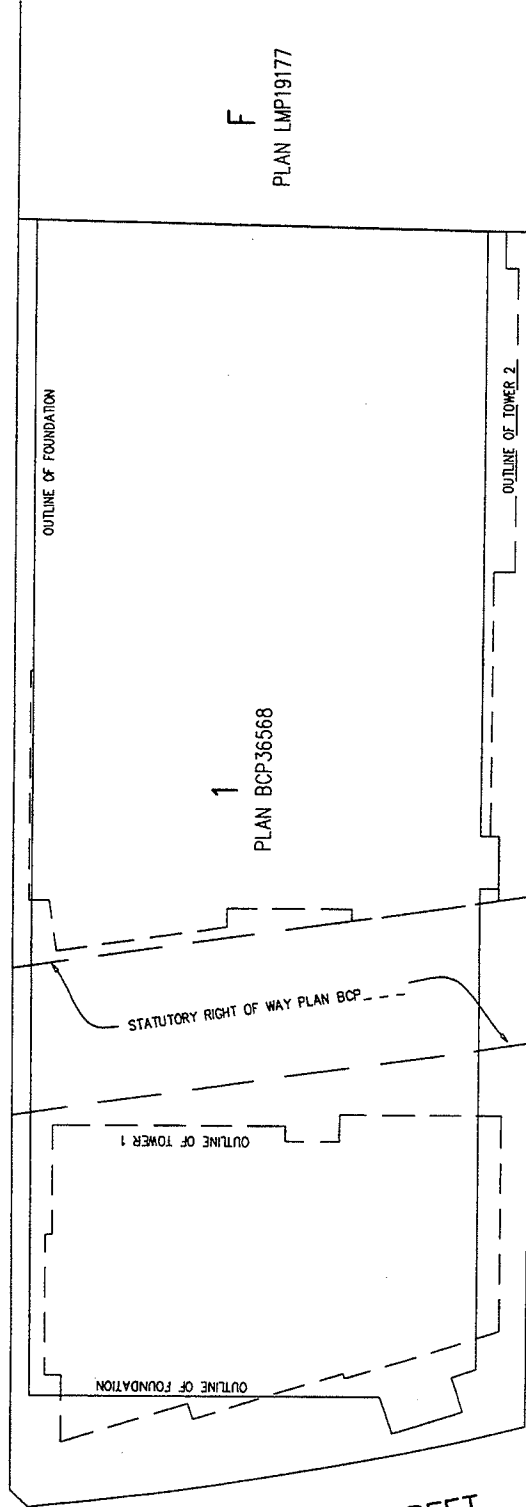 F
PLAN LMP19177
OUTLINE OF FOUNDATION
OUTLINE OF TOWER 2
1
PLAN BCP36568
STATUTORY RIGHT OF WAY PLAN BCP____
OUTLINE OF TOWER 1
OUTLINE OF FOUNDATION